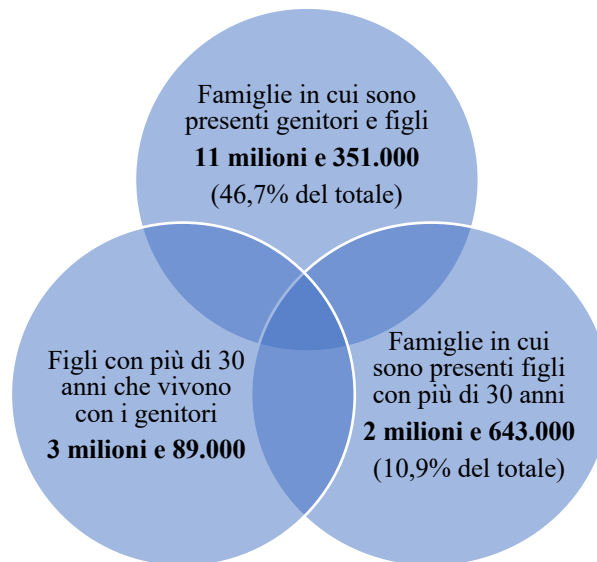 Famiglie in cui sono
presenti genitori e figli
11 milioni e 351.000
(46,7% del totale)
Figli con più di 30
anni che vivono
con i genitori
3 milioni e 89.000
Famiglie in cui
sono presenti figli
con più di 30 anni
2 milioni e 643.000
(10,9% del totale)